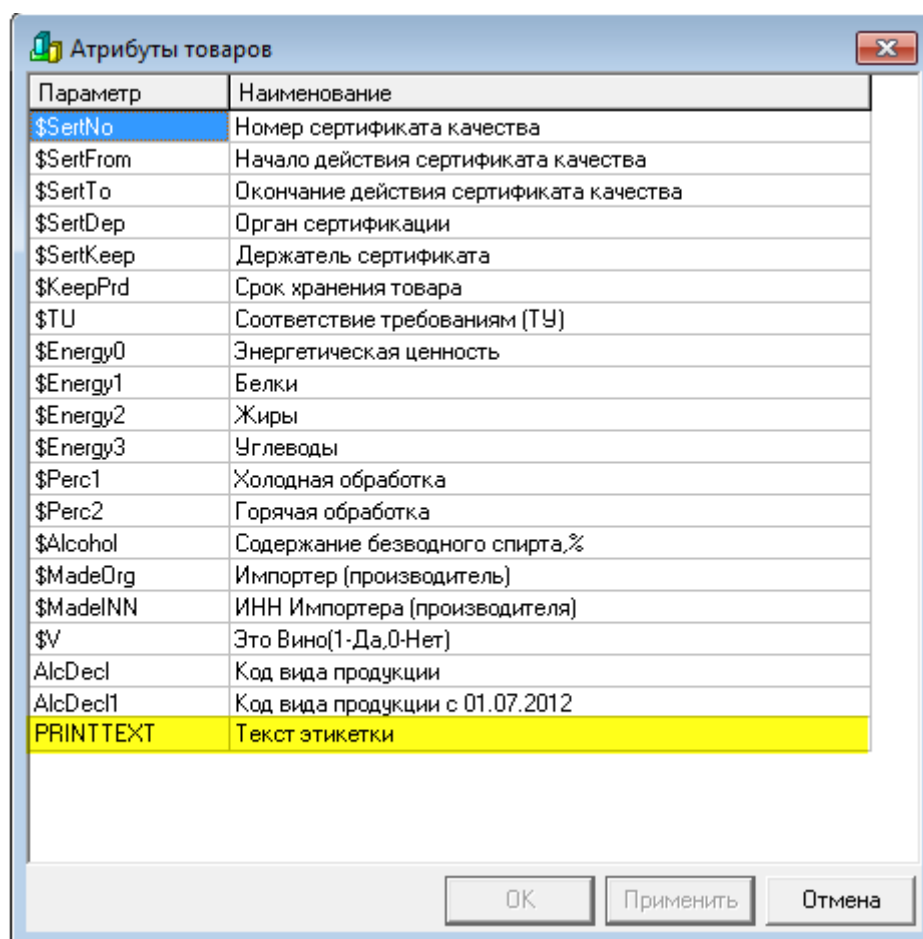 Атрибуты товаров
Параметр Наименование
$SertNo Номер сертификата качества
$SertFrom Начало действия сертификата качества
$SertTo Окончание действия сертификата качества
$SertDep Орган сертификации
$SertKeep Держатель сертификата
$KeepPrd Срок хранения товара
$TU Соответствие требованиям (ТУ)
$Energy0 Энергетическая ценность
$Energy1 Белки
$Energy2 Жиры
$Energy3 Углеводы
$Perc1 Холодная обработка
$Perc2 Горячая обработка
$Alcohol Содержание безводного спирта,%
$MadeOrg Импортер (производитель)
$MadeINN ИНН Импортера (производителя)
$V Это Вино(1-Да,0-Нет)
AlcDecl Код вида продукции
AlcDecl1 Код вида продукции с 01.07.2012
PRINTTEXT Текст этикетки
OK Применить Отмена